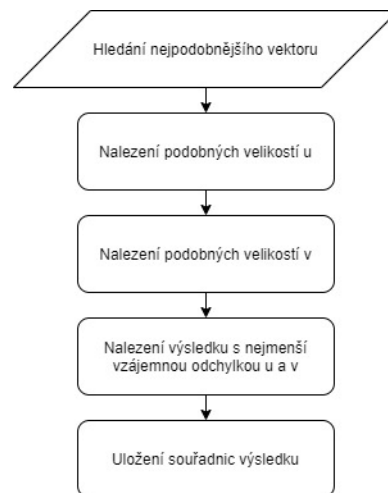 Hledání nejpodobnějšího vektoru
Nalezení podobných velikostí u
Nalezení podobných velikostí v
Nalezení výsledku s nejmenší
vzájemnou odchylkou u a v
Uložení souřadnic výsledku